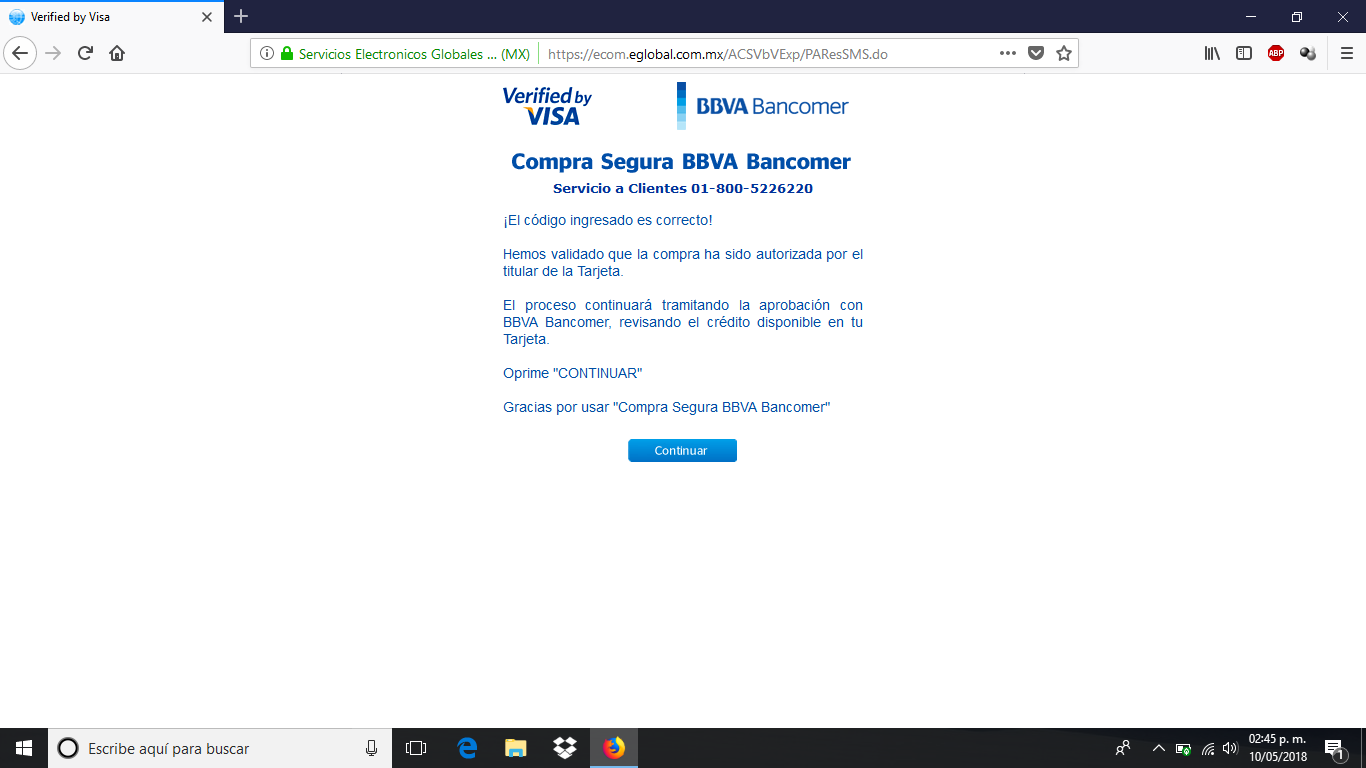 Verified by Visa
Servicios Electronicos Globales ... (MX)
https://ecom.eglobal.com.mx/ACSVbVExp/PAResSMS.do
ABP
Verified by
VISA
BBVA Bancomer
Compra Segura BBVA Bancomer
Servicio a Clientes 01-800-5226220
¡El código ingresado es correcto!
Hemos validado que la compra ha sido autorizada por el
titular de la Tarjeta.
El proceso continuará tramitando la aprobación con
BBVA Bancomer, revisando el crédito disponible en tu
Tarjeta.
Oprime "CONTINUAR"
Gracias por usar "Compra Segura BBVA Bancomer"
Continuar
Escribe aquí para buscar
02:45 p. m.
10/05/2018
1